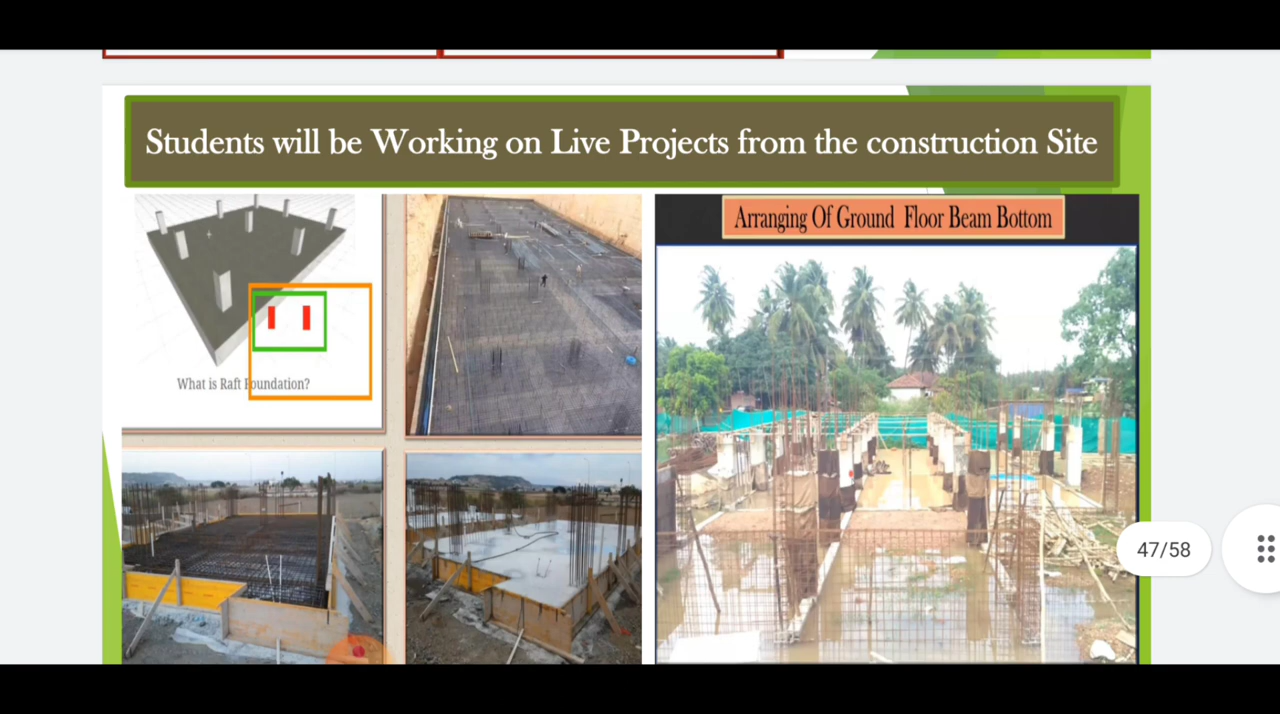 Students will be Working on Live Projects from the construction Site
What is Raft Foundation?
Arranging Of Ground Floor Beam Bottom
47/58